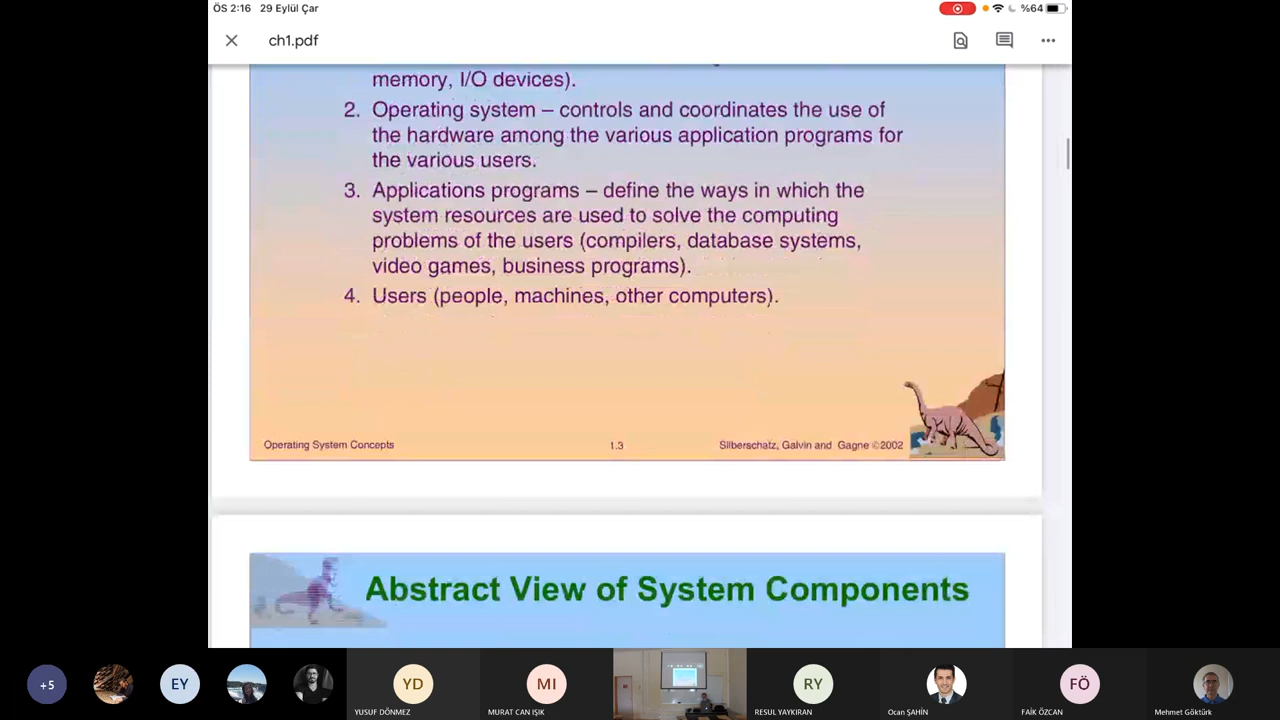 ÖS 2:16 29 Eylül Çar
%64
ch1.pdf
memory, I/O devices).
2. Operating system – controls and coordinates the use of
the hardware among the various application programs for
the various users.
3. Applications programs – define the ways in which the
system resources are used to solve the computing
problems of the users (compilers, database systems,
video games, business programs).
4. Users (people, machines, other computers).
Operating System Concepts
1.3
Silberschatz, Galvin and Gagne ©2002
Abstract View of System Components
+5
EY
YD
YUSUF DÖNMEZ
MI
MURAT CAN IŞIK
RY
RESUL YAYKIRAN
Ocan ŞAHİN
FÖ
FAİK ÖZCAN
Mehmet Göktürk